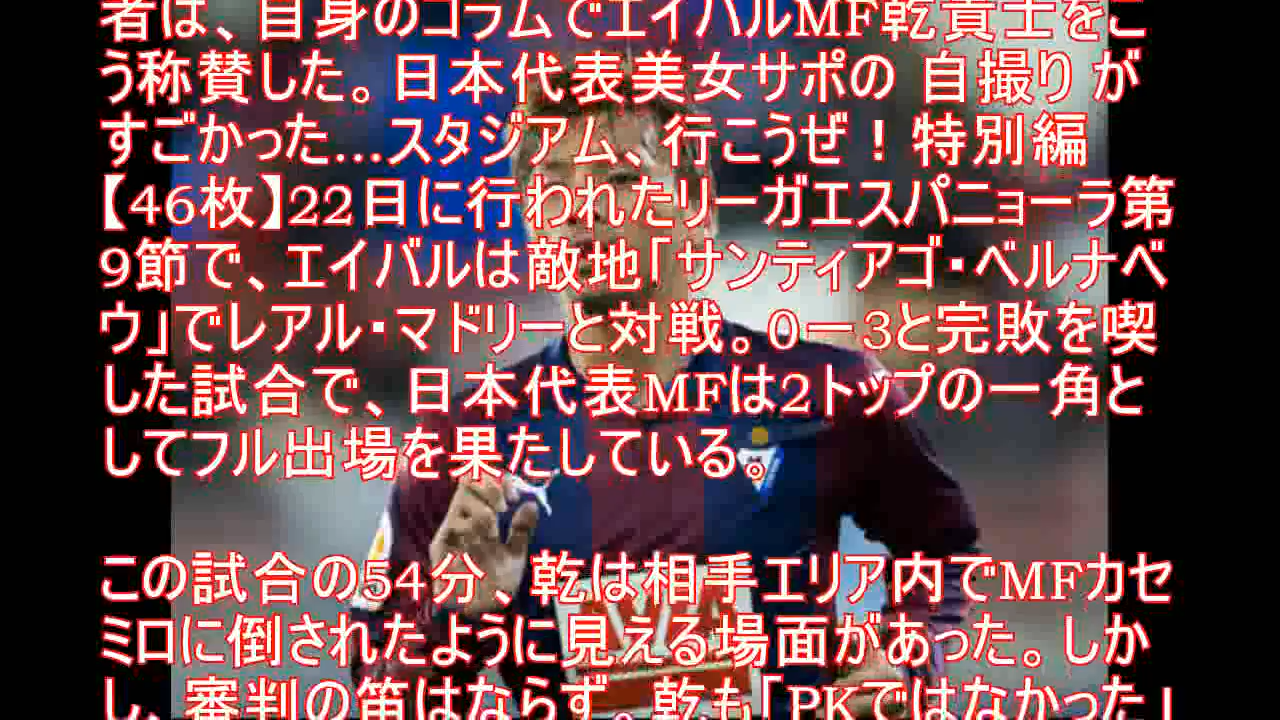 者は、自身のコラムでエイバルMF乾貴士をこ
う称賛した。日本代表美女サポの 自撮り が
すごかった...スタジアム、行こうぜ！特別編
【46枚】22日に行われたリーガエスパニョーラ第
9節で、エイバルは敵地「サンティアゴ・ベルナベ
ウ」でレアル・マドリーと対戦。0－3と完敗を喫
した試合で、日本代表MFは2トップの一角と
してフル出場を果たしている。
この試合の54分、乾は相手エリア内でMFカセ
ミロに倒されたように見える場面があった。しか
し、審判の笛はならず。乾も「PKではなかった」